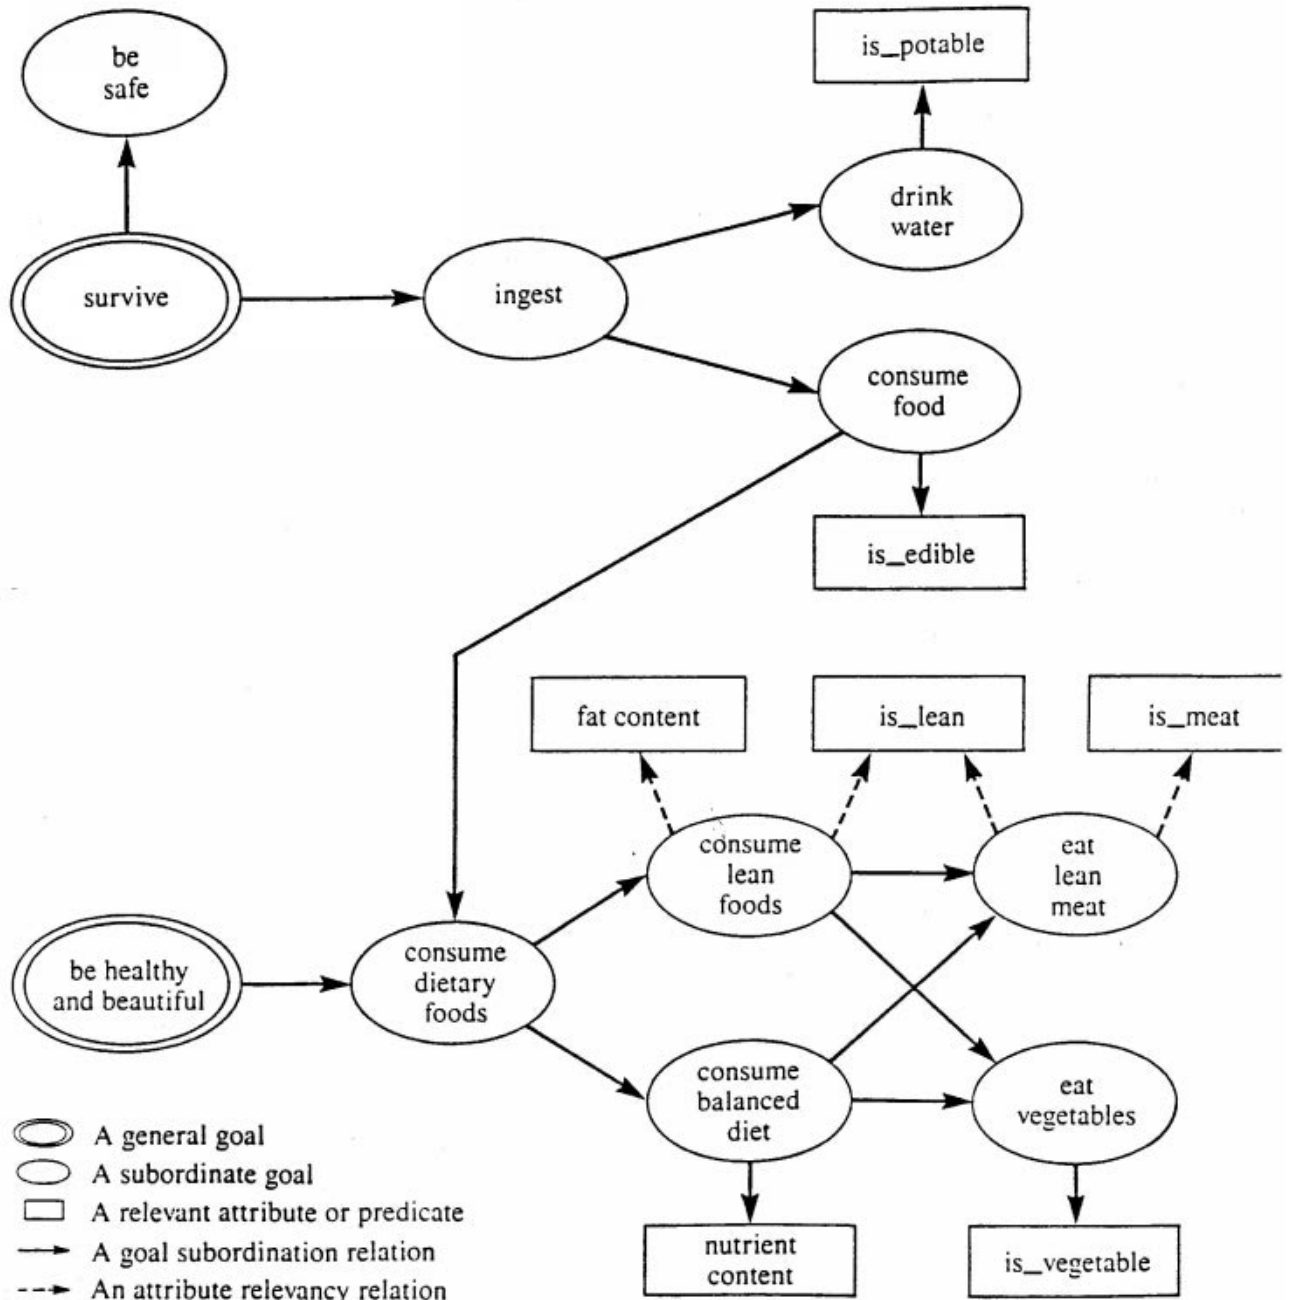 be
safe
is_potable
drink
water
survive
ingest
consume
food
is_edible
fat content
is_lean
is_meat
consume
lean
foods
eat
lean
meat
be healthy
and beautiful
consume
dietary
foods
consume
balanced
diet
eat
vegetables
nutrient
content
is_vegetable
A general goal
A subordinate goal
A relevant attribute or predicate
A goal subordination relation
An attribute relevancy relation